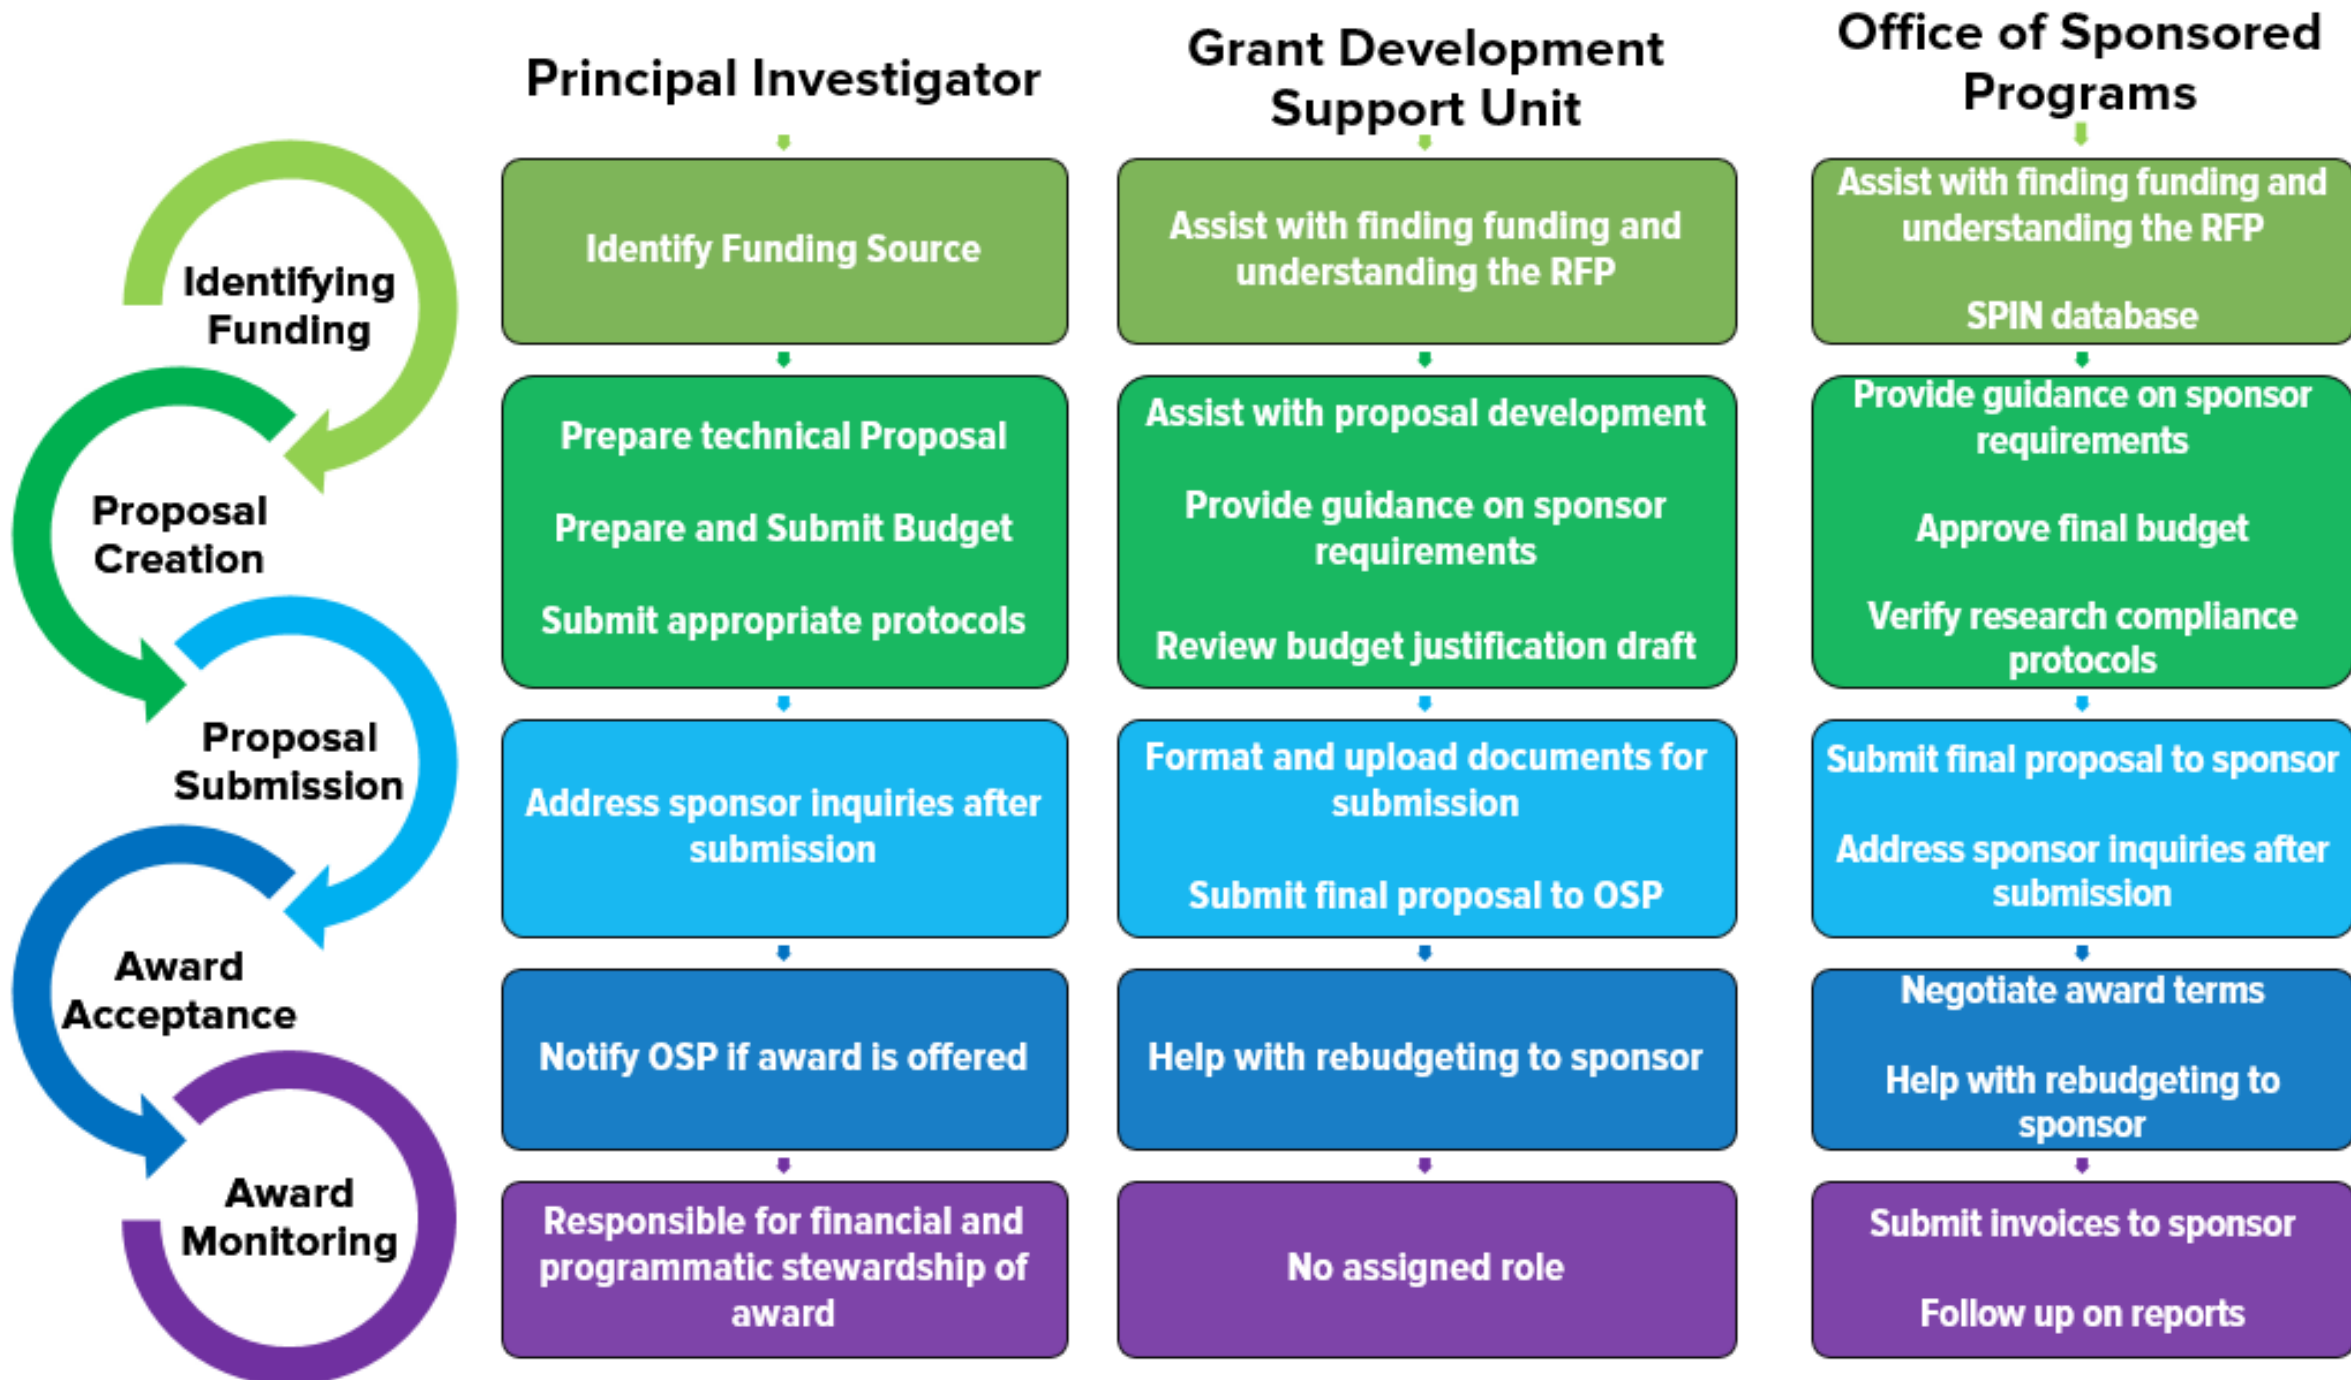 Principal Investigator
Grant Development
Support Unit
Office of Sponsored
Programs
Identifying
Funding
Identify Funding Source
Assist with finding funding and
understanding the RFP
Assist with finding funding and
understanding the RFP
SPIN database
Proposal
Creation
Prepare technical Proposal
Prepare and Submit Budget
Submit appropriate protocols
Assist with proposal development
Provide guidance on sponsor
requirements
Review budget justification draft
Provide guidance on sponsor
requirements
Approve final budget
Verify research compliance
protocols
Proposal
Submission
Address sponsor inquiries after
submission
Format and upload documents for
submission
Submit final proposal to OSP
Submit final proposal to sponsor
Address sponsor inquiries after
submission
Award
Acceptance
Notify OSP if award is offered
Help with rebudgeting to sponsor
Negotiate award terms
Help with rebudgeting to
sponsor
Award
Monitoring
Responsible for financial and
programmatic stewardship of
award
No assigned role
Submit invoices to sponsor
Follow up on reports